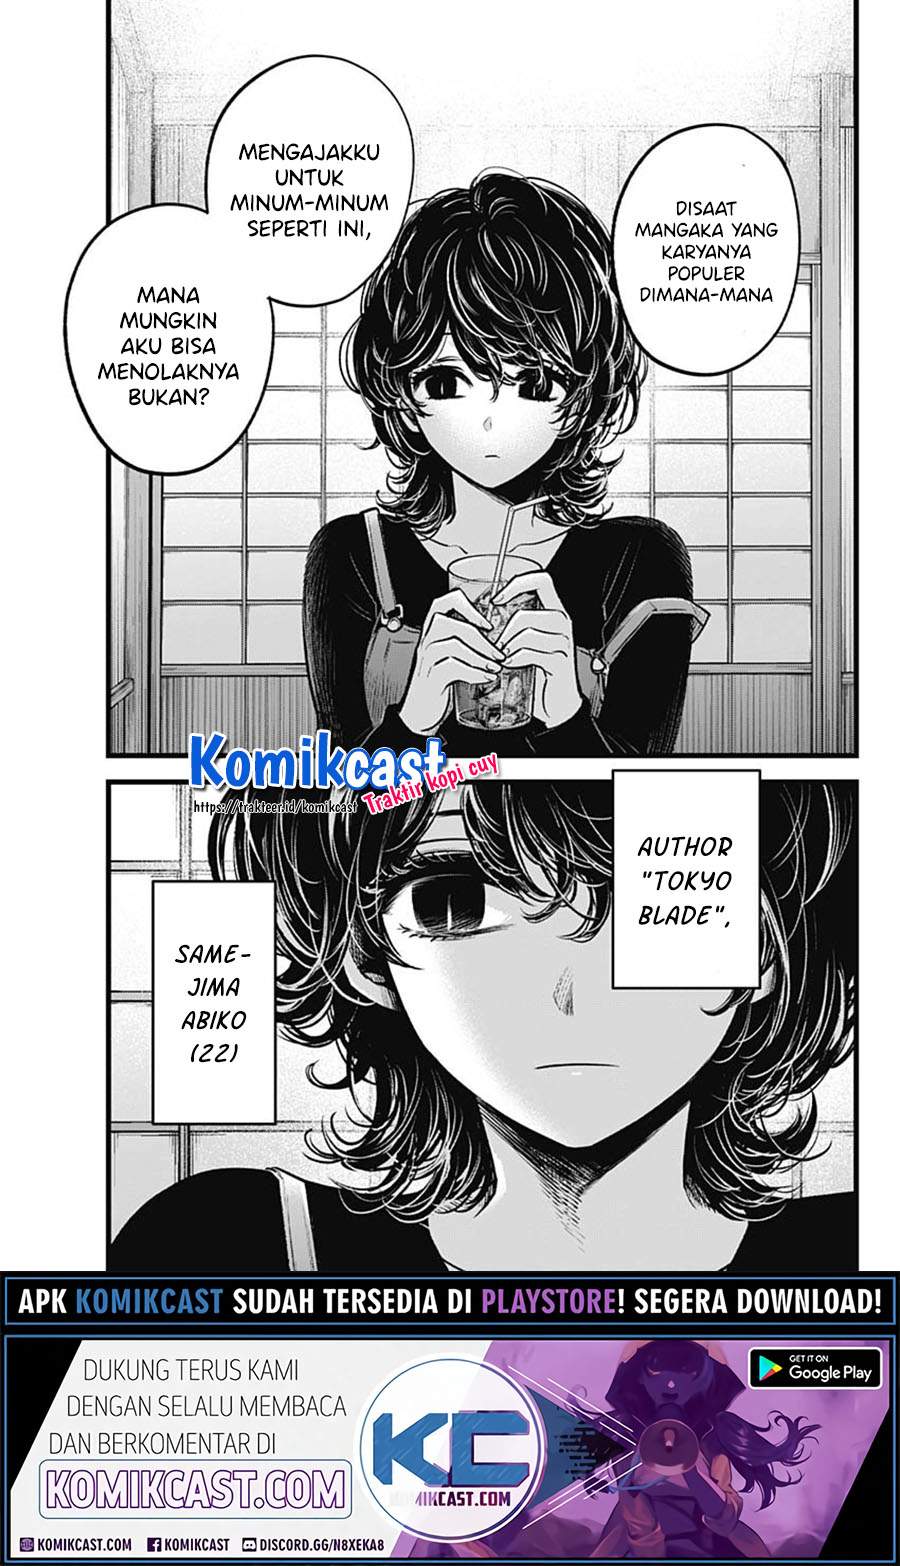 DISAAT
MANGAKA YANG
KARYANYA
POPULER
DIMANA-MANA
MENGAJAKKU
UNTUK
MINUM-MINUM
SEPERTI INI,
MANA
MUNGKIN
AKU BISA
MENOLAKNYA
BUKAN?
Komikcast
https://trakteer.id/komikcast
Traktir kopi cuy
AUTHOR
"TOKYO
BLADE",
SAME-
JIMA
ABIKO
(22)
APK KOMIKCAST SUDAH TERSEDIA DI PLAYSTORE! SEGERA DOWNLOAD!
DUKUNG TERUS KAMI
DENGAN SELALU MEMBACA
DAN BERKOMENTAR DI
KOMIKCAST.COM
KOMIKCAST.COM
KOMIKCAST
DISCORD.GG/N8XEKA8
KC
KOMIKCAST.COM
GET IT ON
Google Play